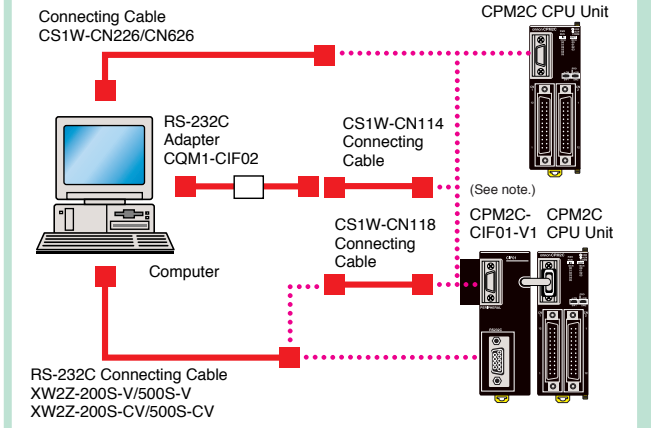 Connecting Cable
CS1W-CN226/CN626
CPM2C CPU Unit
RS-232C
Adapter
CQM1-CIF02
CS1W-CN114
Connecting
Cable
(See note.)
CS1W-CN118
Connecting
Cable
CPM2C-
CIF01-V1
CPM2C
CPU Unit
Computer
CIF01
PERIPHERAL
RS-232C Connecting Cable
XW2Z-200S-V/500S-V
XW2Z-200S-CV/500S-CV